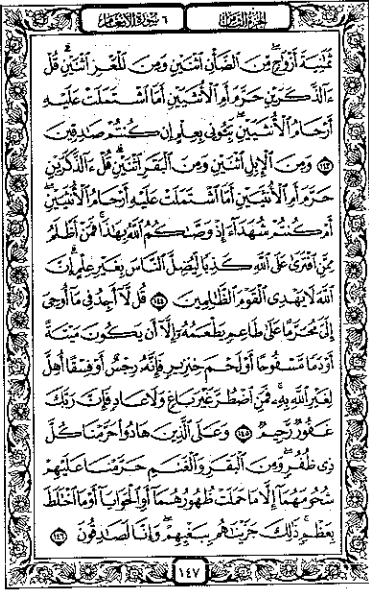 الجزء الثامن
٦ سورة الأنعام
ثَمَٰنِيَةَ أَزْوَٰجٍ مِّنَ ٱلضَّأْنِ ٱثْنَيْنِ وَمِنَ ٱلْمَعْزِ ٱثْنَيْنِ قُلْ
ءَآلذَّكَرَيْنِ حَرَّمَ أَمِ ٱلْأُنثَيَيْنِ أَمَّا ٱشْتَمَلَتْ عَلَيْهِ
أَرْحَامُ ٱلْأُنثَيَيْنِ نَبِّـُٔونِى بِعِلْمٍ إِن كُنتُمْ صَٰدِقِينَ
١٤٣ وَمِنَ ٱلْإِبِلِ ٱثْنَيْنِ وَمِنَ ٱلْبَقَرِ ٱثْنَيْنِ قُلْ ءَآلذَّكَرَيْنِ
حَرَّمَ أَمِ ٱلْأُنثَيَيْنِ أَمَّا ٱشْتَمَلَتْ عَلَيْهِ أَرْحَامُ ٱلْأُنثَيَيْنِ
أَمْ كُنتُمْ شُهَدَآءَ إِذْ وَصَّىٰكُمُ ٱللَّهُ بِهَٰذَا فَمَنْ أَظْلَمُ
مِمَّنِ ٱفْتَرَىٰ عَلَى ٱللَّهِ كَذِبًا لِّيُضِلَّ ٱلنَّاسَ بِغَيْرِ عِلْمٍ إِنَّ
ٱللَّهَ لَا يَهْدِى ٱلْقَوْمَ ٱلظَّٰلِمِينَ ١٤٤ قُل لَّآ أَجِدُ فِى مَآ أُوحِىَ
إِلَىَّ مُحَرَّمًا عَلَىٰ طَاعِمٍ يَطْعَمُهُۥٓ إِلَّآ أَن يَكُونَ مَيْتَةً
أَوْ دَمًا مَّسْفُوحًا أَوْ لَحْمَ خِنزِيرٍ فَإِنَّهُۥ رِجْسٌ أَوْ فِسْقًا أُهِلَّ
لِغَيْرِ ٱللَّهِ بِهِۦ فَمَنِ ٱضْطُرَّ غَيْرَ بَاغٍ وَلَا عَادٍ فَإِنَّ رَبَّكَ
غَفُورٌ رَّحِيمٌ ١٤٥ وَعَلَى ٱلَّذِينَ هَادُوا۟ حَرَّمْنَا كُلَّ
ذِى ظُفُرٍ وَمِنَ ٱلْبَقَرِ وَٱلْغَنَمِ حَرَّمْنَا عَلَيْهِمْ
شُحُومَهُمَآ إِلَّا مَا حَمَلَتْ ظُهُورُهُمَآ أَوِ ٱلْحَوَايَآ أَوْ مَا ٱخْتَلَطَ
بِعَظْمٍ ذَٰلِكَ جَزَيْنَٰهُم بِبَغْيِهِمْ وَإِنَّا لَصَٰدِقُونَ ١٤٦
١٤٧